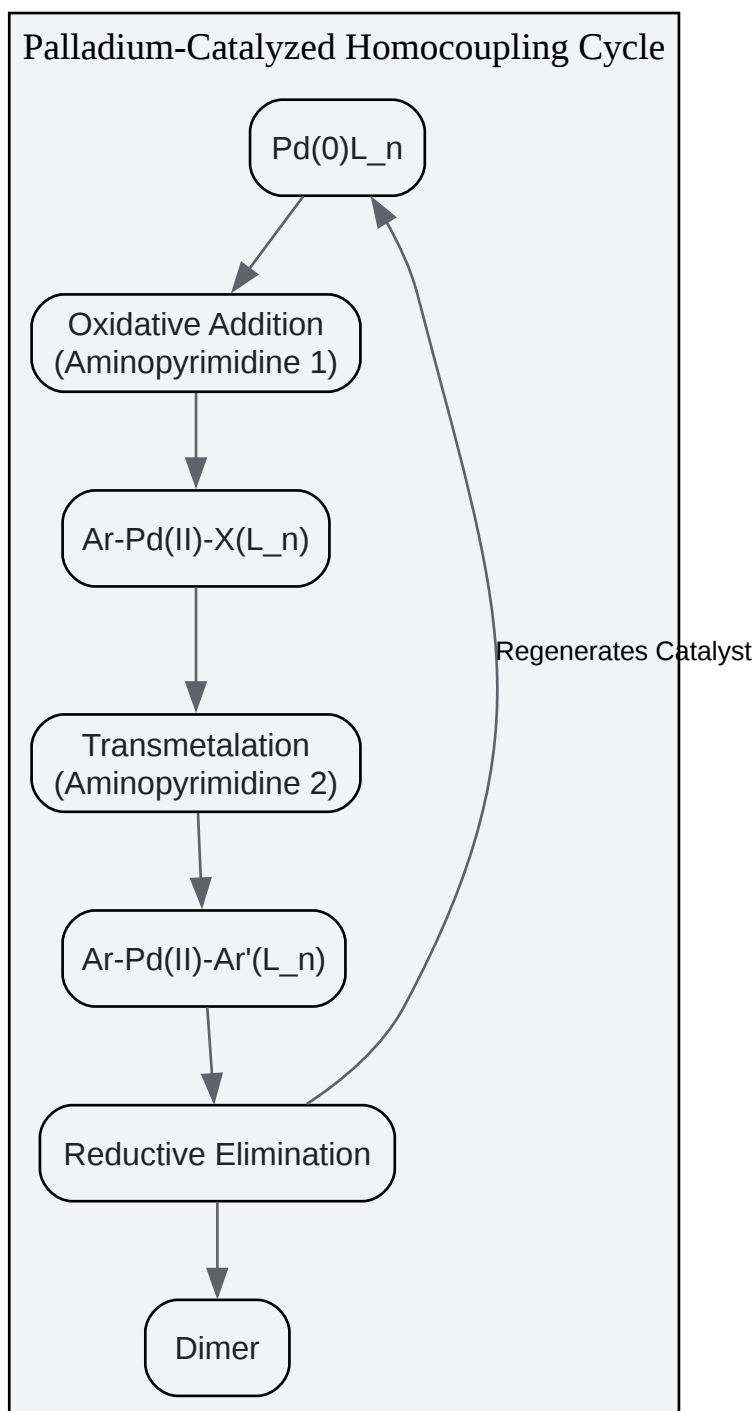 Palladium-Catalyzed Homocoupling Cycle
Pd(0)L_n
Oxidative Addition
(Aminopyrimidine 1)
Ar-Pd(II)-X(L_n)
Regenerates Catalyst
Transmetalation
(Aminopyrimidine 2)
Ar-Pd(II)-Ar'(L_n)
Reductive Elimination
Dimer